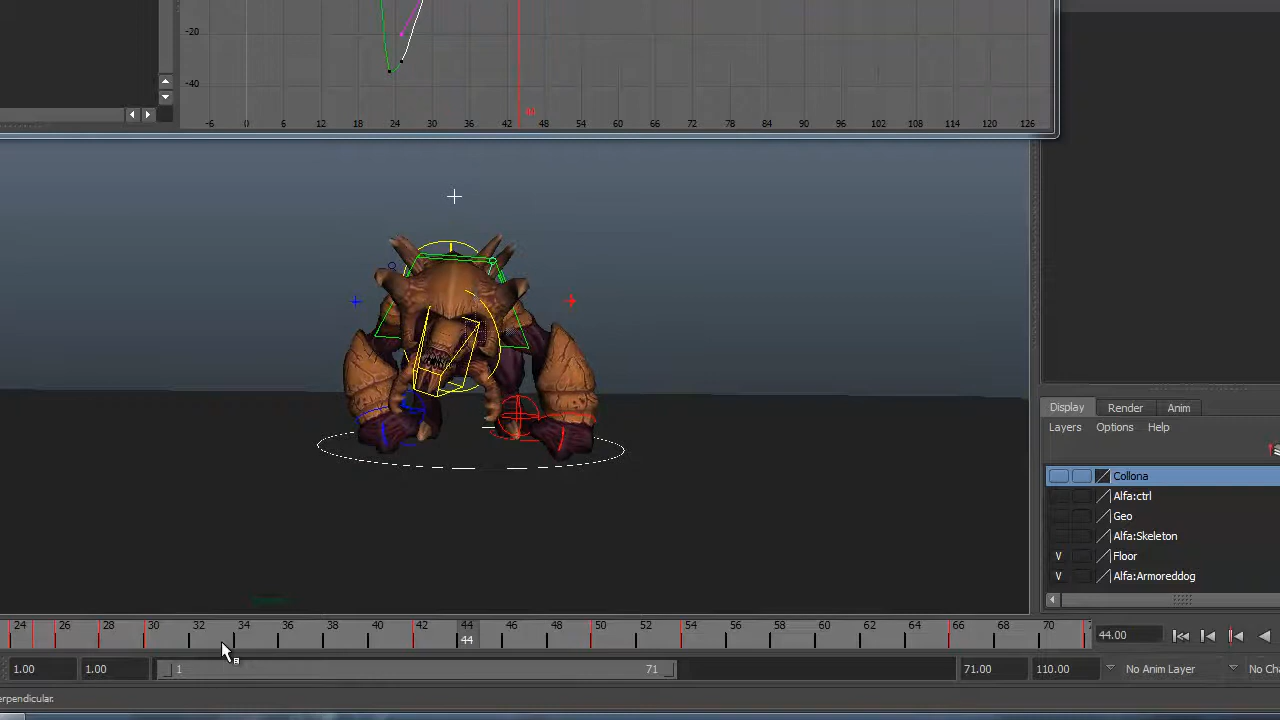 -20
-40
-6 0 6 12 18 24 30 36 42 48 54 60 66 72 78 84 90 96 102 108 114 120 126
Display Render Anim
Layers Options Help
Collona
Alfa:ctrl
Geo
Alfa:Skeleton
V Floor
V Alfa:Armoreddog
24 26 28 30 32 34 36 38 40 42 44 46 48 50 52 54 56 58 60 62 64 66 68 70
44
44.00
1.00 1.00 1 71 71.00 110.00 No Anim Layer No Ch
erpendicular.